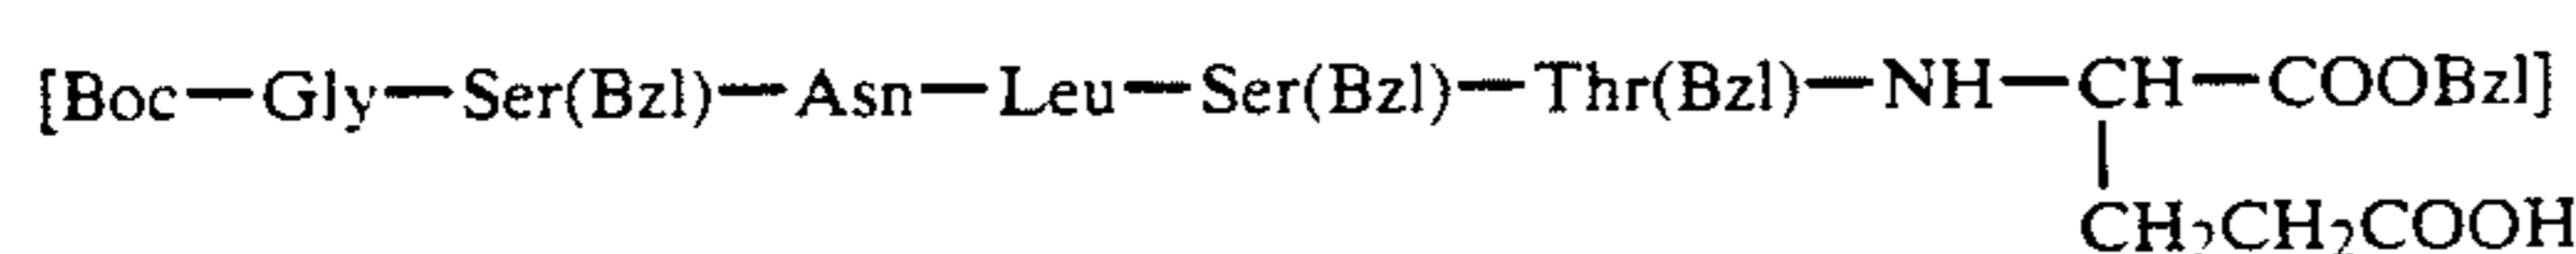 [Boc—Gly—Ser(Bzl)—Asn—Leu—Ser(Bzl)—Thr(Bzl)—NH—CH—COOBzl]
CH₂CH₂COOH